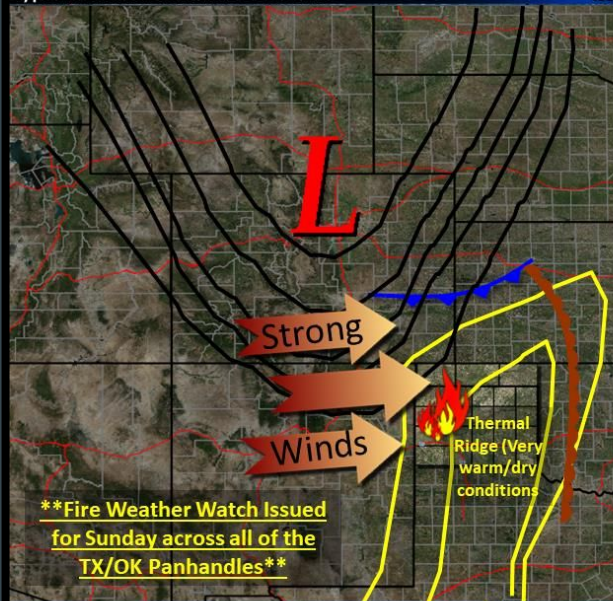 L
Strong
Winds
Thermal
Ridge (Very
warm/dry
conditions
**Fire Weather Watch Issued
for Sunday across all of the
TX/OK Panhandles**